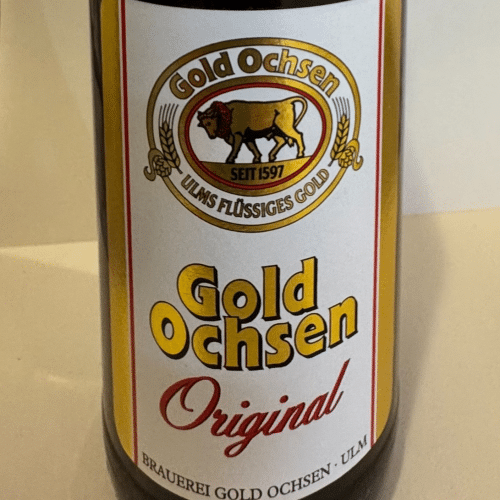 Gold Ochsen
SEIT 1597
ULMS FLÜSSIGES GOLD
Gold
Ochsen
Original
BRAUEREI GOLD OCHSEN · ULM